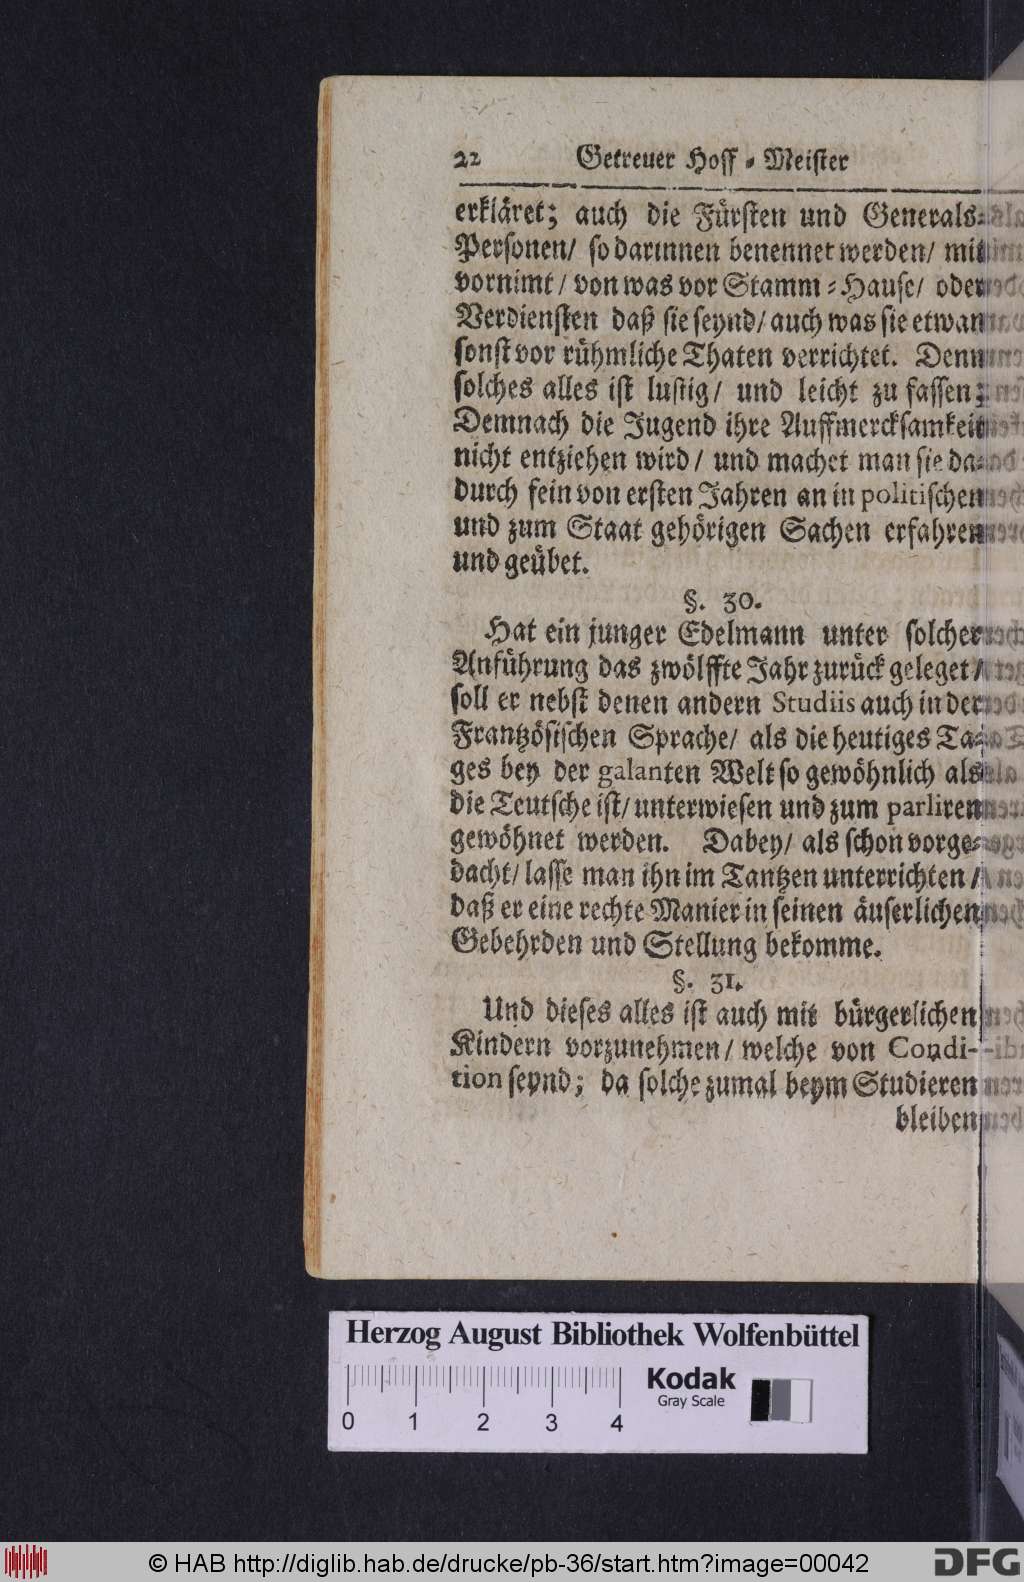 22 Getreuer Hoff-Meister
erkläret; auch die Fürsten und Generals-
Personen/ so darinnen benennet werden/ mit
vornimt/ von was vor Stamm-Hause/ oder
Verdiensten daß sie seynd/ auch was sie etwan
sonst vor rühmliche Thaten verrichtet. Denn
solches alles ist lustig/ und leicht zu fassen;
Demnach die Jugend ihre Auffmercksamkeit
nicht entziehen wird/ und machet man sie da-
durch fein von ersten Jahren an in politischen
und zum Staat gehörigen Sachen erfahren
und geübet.
§. 30.
Hat ein junger Edelmann unter solcher
Anführung das zwölffte Jahr zurück geleget/
soll er nebst denen andern Studiis auch in der
Frantzösischen Sprache/ als die heutiges Ta-
ges bey der galanten Welt so gewöhnlich als
die Teutsche ist/ unterwiesen und zum parliren
gewöhnet werden. Dabey/ als schon vorge-
dacht/ lasse man ihn im Tantzen unterrichten/
daß er eine rechte Manier in seinen äuserlichen
Gebehrden und Stellung bekomme.
§. 31.
Und dieses alles ist auch mit bürgerlichen
Kindern vorzunehmen/ welche von Condi-
tion seynd; da solche zumal beym Studieren
bleiben
Herzog August Bibliothek Wolfenbüttel
Kodak
Gray Scale
0 1 2 3 4
© HAB http://diglib.hab.de/drucke/pb-36/start.htm?image=00042
DFG